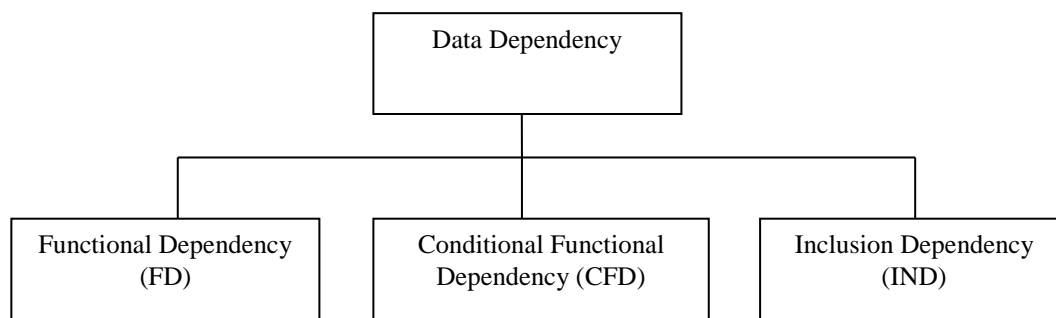 Data Dependency
Functional Dependency
(FD)
Conditional Functional
Dependency (CFD)
Inclusion Dependency
(IND)